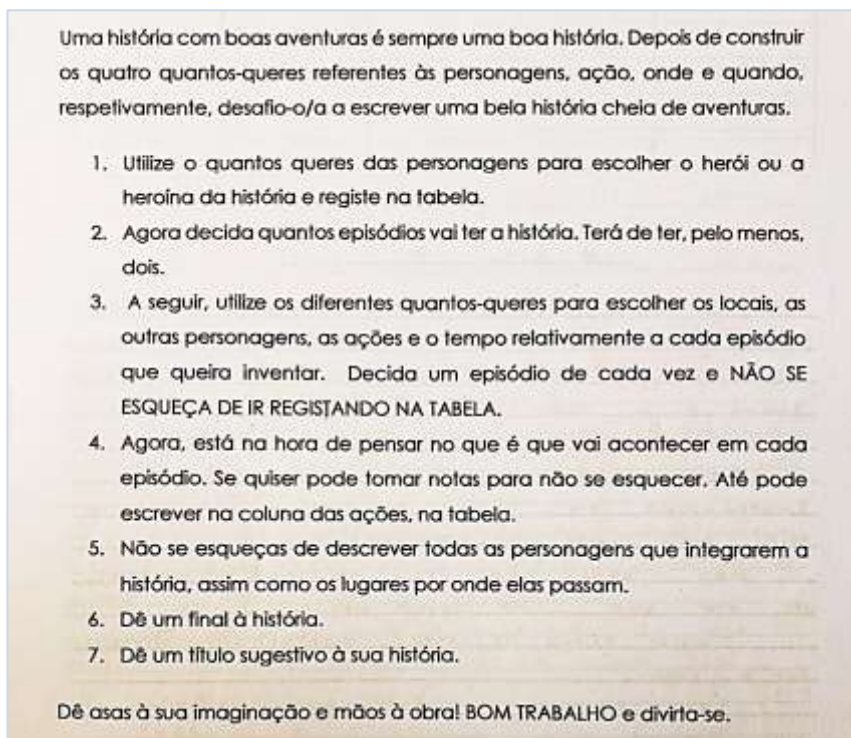 Uma história com boas aventuras é sempre uma boa história. Depois de construir
os quatro quantos-queres referentes às personagens, ação, onde e quando,
respetivamente, desafio-o/a a escrever uma bela história cheia de aventuras.
1. Utilize o quantos queres das personagens para escolher o herói ou a
heroína da história e registe na tabela.
2. Agora decida quantos episódios vai ter a história. Terá de ter, pelo menos,
dois.
3. A seguir, utilize os diferentes quantos-queres para escolher os locais, as
outras personagens, as ações e o tempo relativamente a cada episódio
que queira inventar. Decida um episódio de cada vez e NÃO SE
ESQUEÇA DE IR REGISTANDO NA TABELA.
4. Agora, está na hora de pensar no que é que vai acontecer em cada
episódio. Se quiser pode tomar notas para não se esquecer. Até pode
escrever na coluna das ações, na tabela.
5. Não se esqueças de descrever todas as personagens que integrarem a
história, assim como os lugares por onde elas passam.
6. Dê um final à história.
7. Dê um título sugestivo à sua história.
Dê asas à sua imaginação e mãos à obra! BOM TRABALHO e divirta-se.